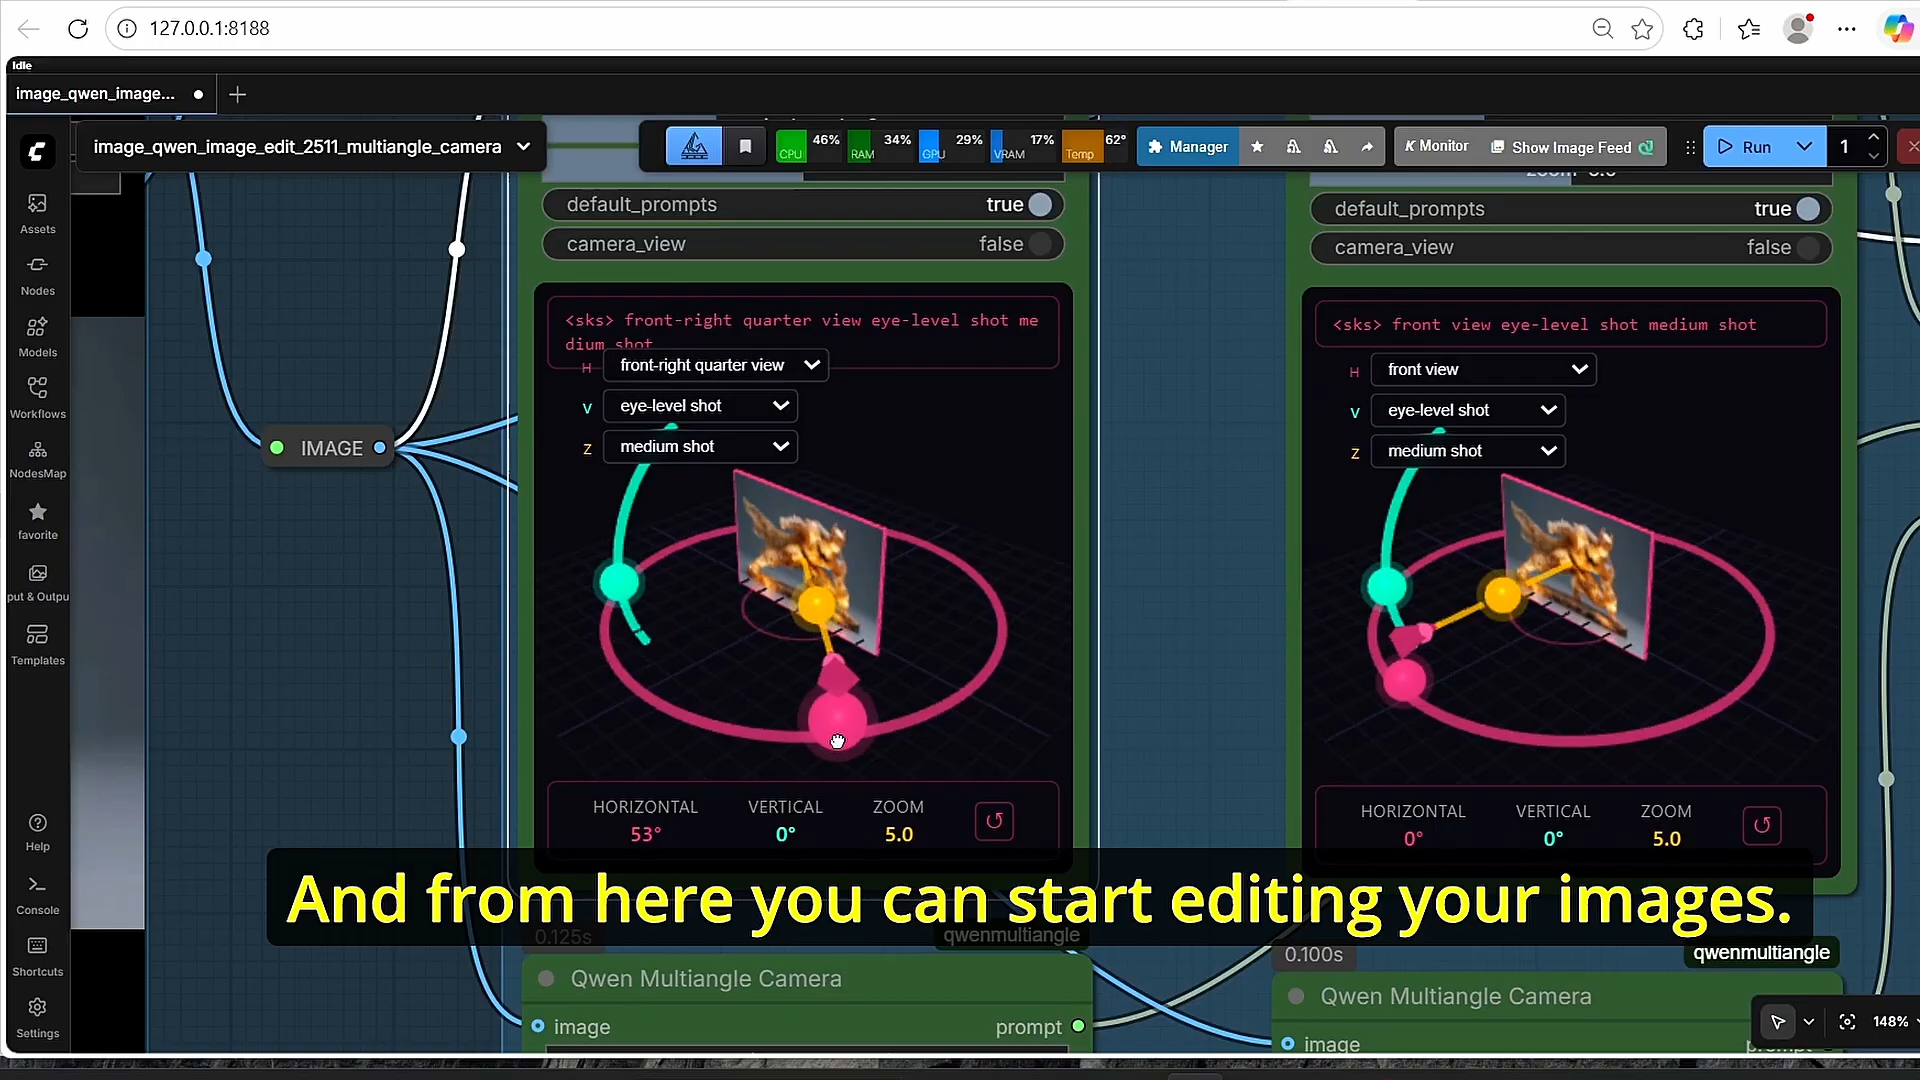 127.0.0.1:8188
Idle
image_qwen_image...
image_qwen_image_edit_2511_multiangle_camera
CPU 46%
RAM 34%
GPU 29%
VRAM 17%
Temp 62°
Manager
Monitor
Show Image Feed
Run
1
Assets
Nodes
Models
Workflows
NodesMap
favorite
put & Outpu
Templates
Help
Console
Shortcuts
Settings
IMAGE
default_prompts true
camera_view false
<sks> front-right quarter view eye-level shot me
dium shot
H front-right quarter view
V eye-level shot
Z medium shot
HORIZONTAL VERTICAL ZOOM
53° 0° 5.0
default_prompts true
camera_view false
<sks> front view eye-level shot medium shot
H front view
V eye-level shot
Z medium shot
HORIZONTAL VERTICAL ZOOM
0° 0° 5.0
And from here you can start editing your images.
0.125s
qwenmultiangle
Qwen Multiangle Camera
image prompt
0.100s
qwenmultiangle
Qwen Multiangle Camera
image
148%